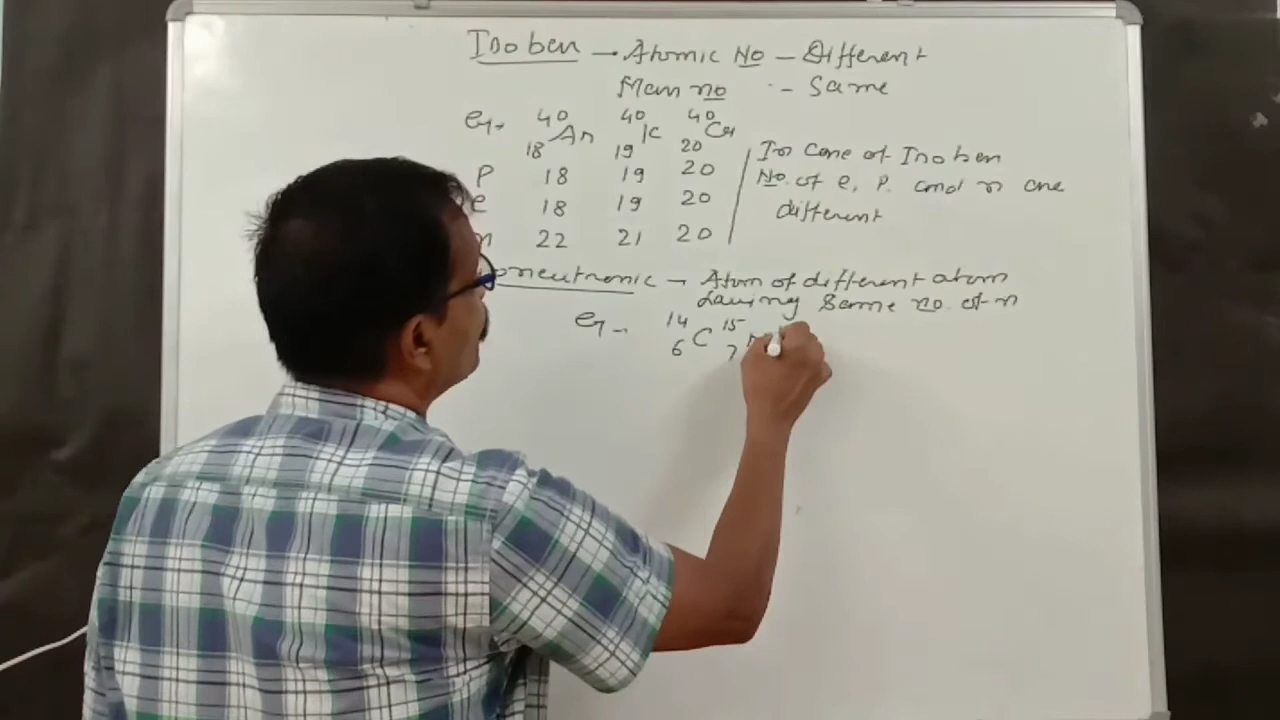 Isobars - Atomic No - Different
Mass no :- Same
eg. 40 18 Ar 40 19 K 40 20 Ca
P 18 19 20
e 18 19 20
n 22 21 20
In case of Isobars
No. of e, P. and n are
different
oneutronic - Atom of different atom
having Same no. of n
eg - 14 6 C 15 7 N